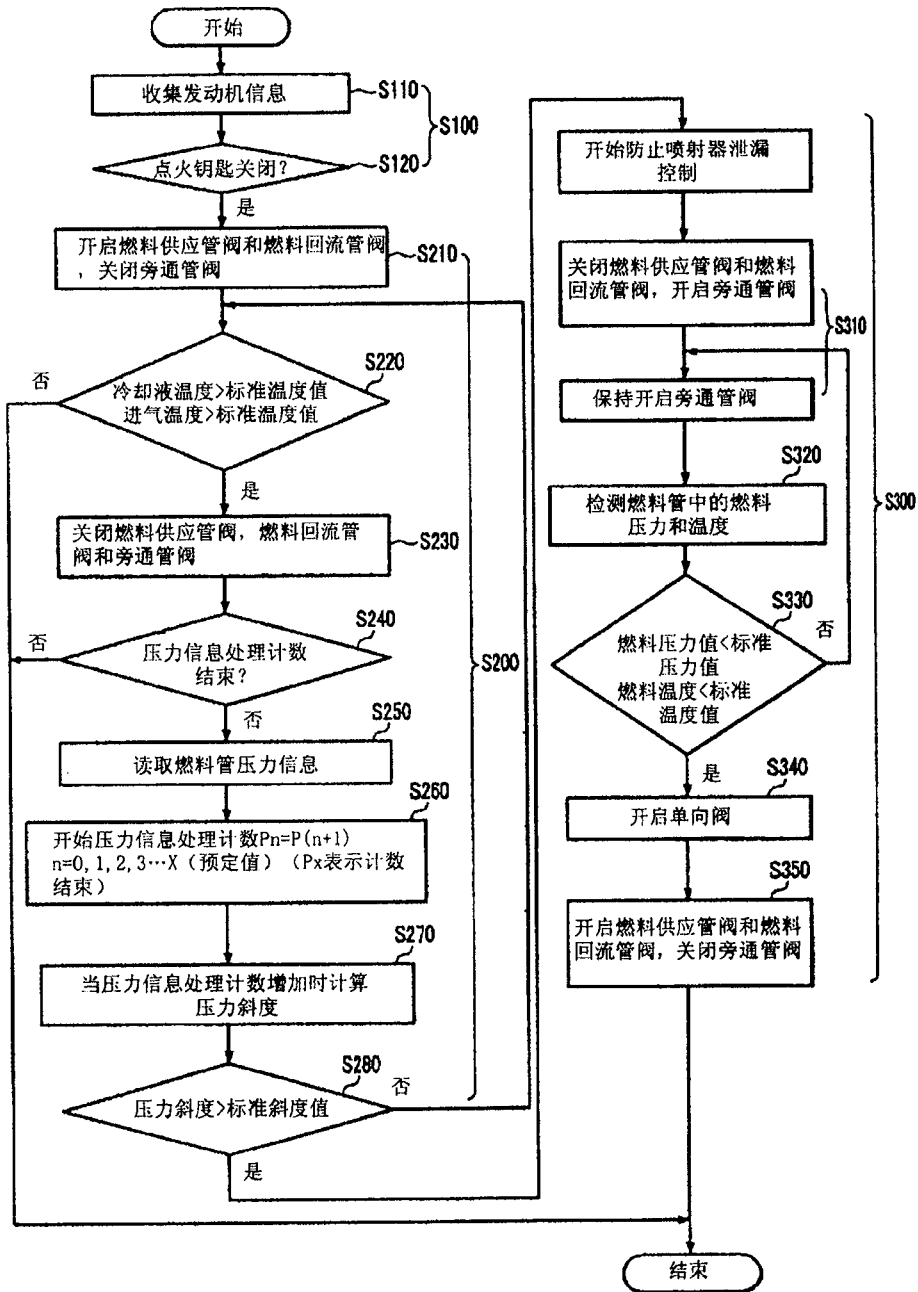 开始
收集发动机信息
S110
S100
点火钥匙关闭?
S120
是
开启燃料供应管阀和燃料回流管阀
，关闭旁通管阀
S210
S220
否
冷却液温度>标准温度值
进气温度>标准温度值
是
关闭燃料供应管阀，燃料回流管
阀和旁通管阀
S230
S240
否
压力信息处理计数
结束?
S200
否
S250
读取燃料管压力信息
S260
开始压力信息处理计数Pn=P(n+1)
n=0,1,2,3…X（预定值）（Px表示计数
结束）
S270
当压力信息处理计数增加时计算
压力斜度
S280
否
压力斜度>标准斜度值
是
开始防止喷射器泄漏
控制
关闭燃料供应管阀和燃料
回流管阀，开启旁通管阀
S310
保持开启旁通管阀
S320
检测燃料管中的燃料
压力和温度
S300
S330
否
燃料压力值<标准
压力值
燃料温度<标准
温度值
是
S340
开启单向阀
S350
开启燃料供应管阀和燃料
回流管阀，关闭旁通管阀
结束